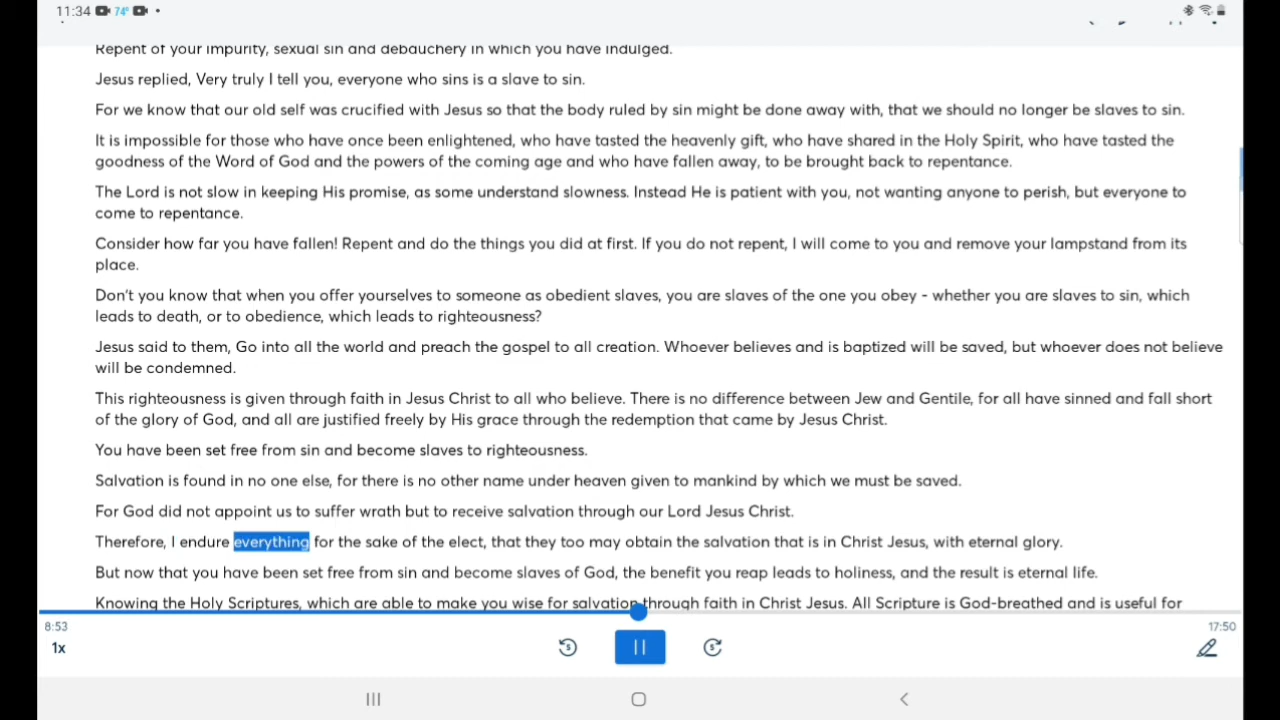 11:34 74°
Repent of your impurity, sexual sin and debauchery in which you have indulged.
Jesus replied, Very truly I tell you, everyone who sins is a slave to sin.
For we know that our old self was crucified with Jesus so that the body ruled by sin might be done away with, that we should no longer be slaves to sin.
It is impossible for those who have once been enlightened, who have tasted the heavenly gift, who have shared in the Holy Spirit, who have tasted the
goodness of the Word of God and the powers of the coming age and who have fallen away, to be brought back to repentance.
The Lord is not slow in keeping His promise, as some understand slowness. Instead He is patient with you, not wanting anyone to perish, but everyone to
come to repentance.
Consider how far you have fallen! Repent and do the things you did at first. If you do not repent, I will come to you and remove your lampstand from its
place.
Don't you know that when you offer yourselves to someone as obedient slaves, you are slaves of the one you obey - whether you are slaves to sin, which
leads to death, or to obedience, which leads to righteousness?
Jesus said to them, Go into all the world and preach the gospel to all creation. Whoever believes and is baptized will be saved, but whoever does not believe
will be condemned.
This righteousness is given through faith in Jesus Christ to all who believe. There is no difference between Jew and Gentile, for all have sinned and fall short
of the glory of God, and all are justified freely by His grace through the redemption that came by Jesus Christ.
You have been set free from sin and become slaves to righteousness.
Salvation is found in no one else, for there is no other name under heaven given to mankind by which we must be saved.
For God did not appoint us to suffer wrath but to receive salvation through our Lord Jesus Christ.
Therefore, I endure everything for the sake of the elect, that they too may obtain the salvation that is in Christ Jesus, with eternal glory.
But now that you have been set free from sin and become slaves of God, the benefit you reap leads to holiness, and the result is eternal life.
Knowing the Holy Scriptures, which are able to make you wise for salvation through faith in Christ Jesus. All Scripture is God-breathed and is useful for
8:53 17:50
1x 5 5